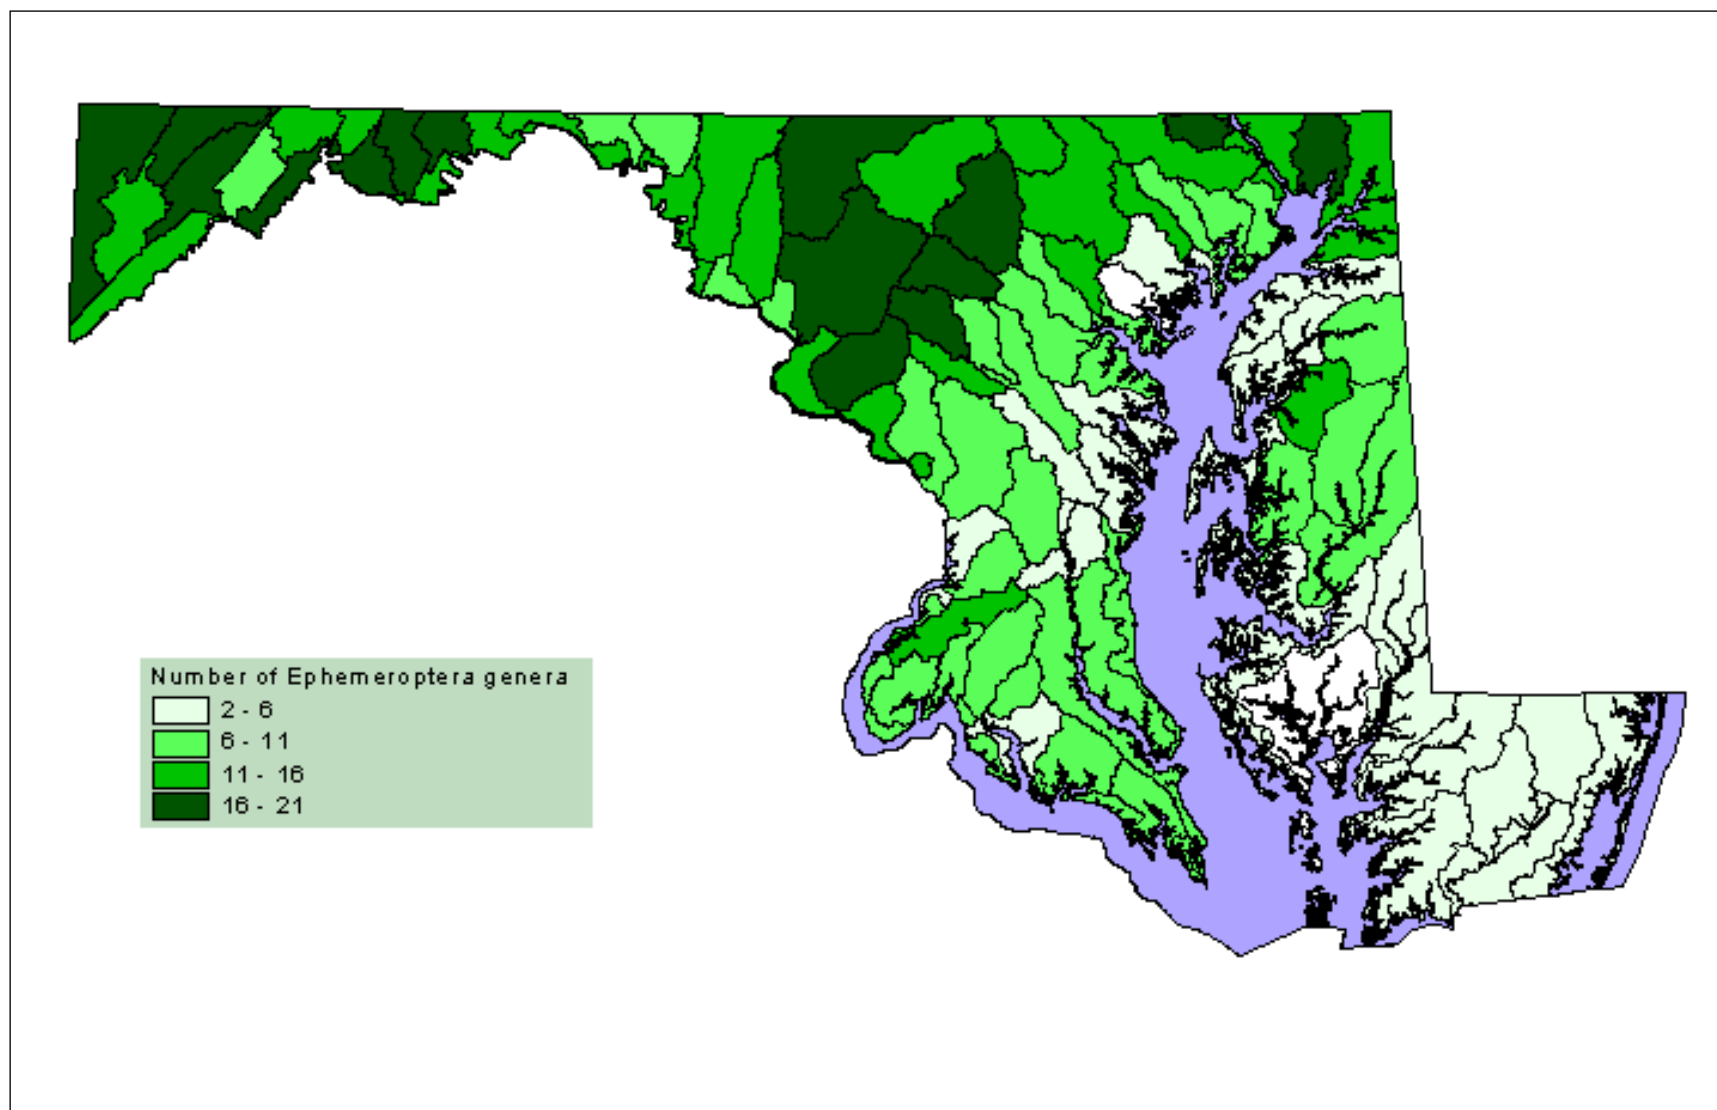 Number of Ephemeroptera genera
2 - 6
6 - 11
11 - 16
16 - 21